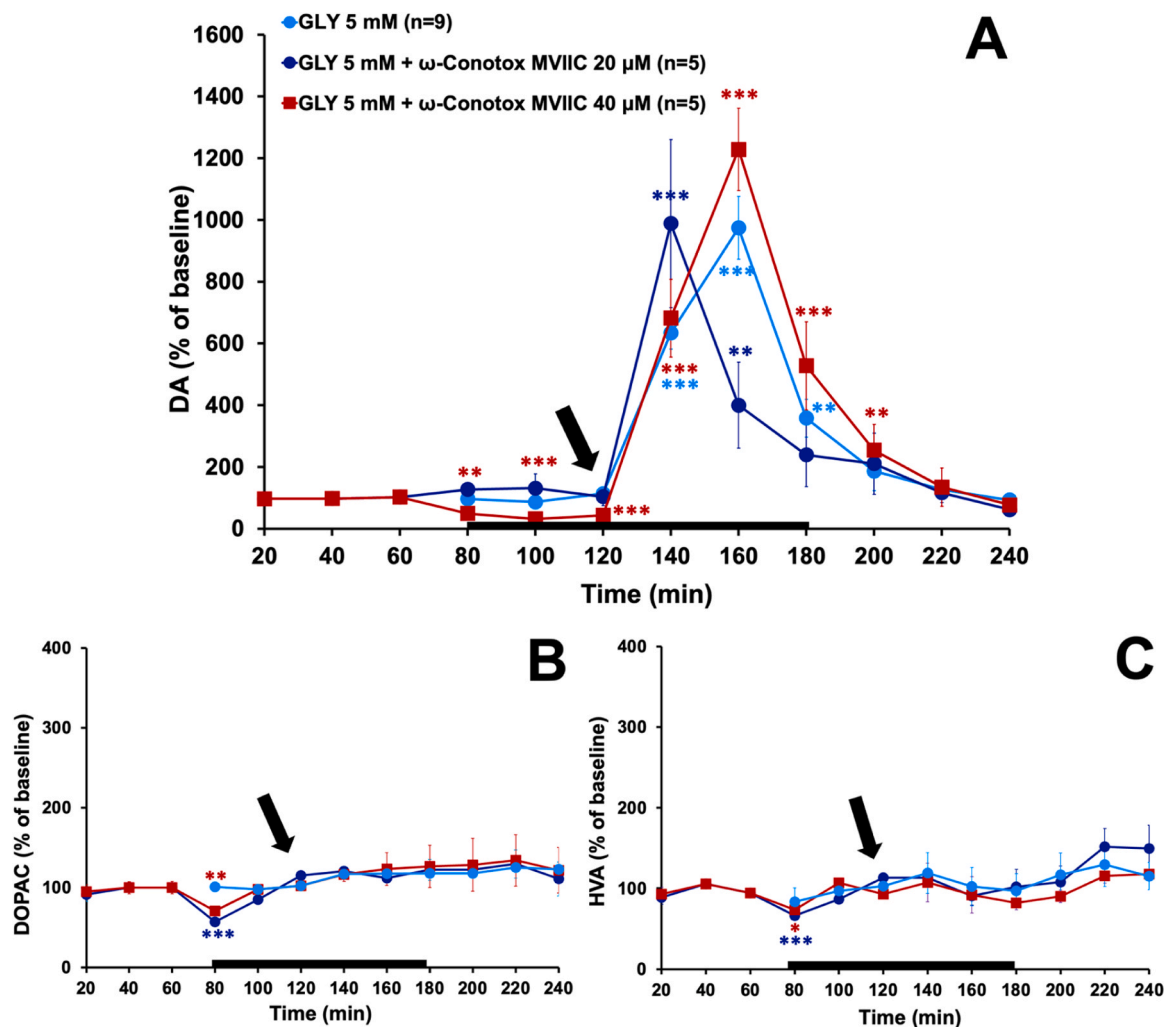 A
GLY 5 mM (n=9)
GLY 5 mM + ω-Conotox MVIIC 20 µM (n=5)
GLY 5 mM + ω-Conotox MVIIC 40 µM (n=5)
DA (% of baseline)
1600
1400
1200
1000
800
600
400
200
0
***
***
***
**
***
***
***
**
**
**
***
***
20 40 60 80 100 120 140 160 180 200 220 240
Time (min)
B
DOPAC (% of baseline)
400
300
200
100
0
**
***
20 40 60 80 100 120 140 160 180 200 220 240
Time (min)
C
HVA (% of baseline)
400
300
200
100
0
*
***
20 40 60 80 100 120 140 160 180 200 220 240
Time (min)